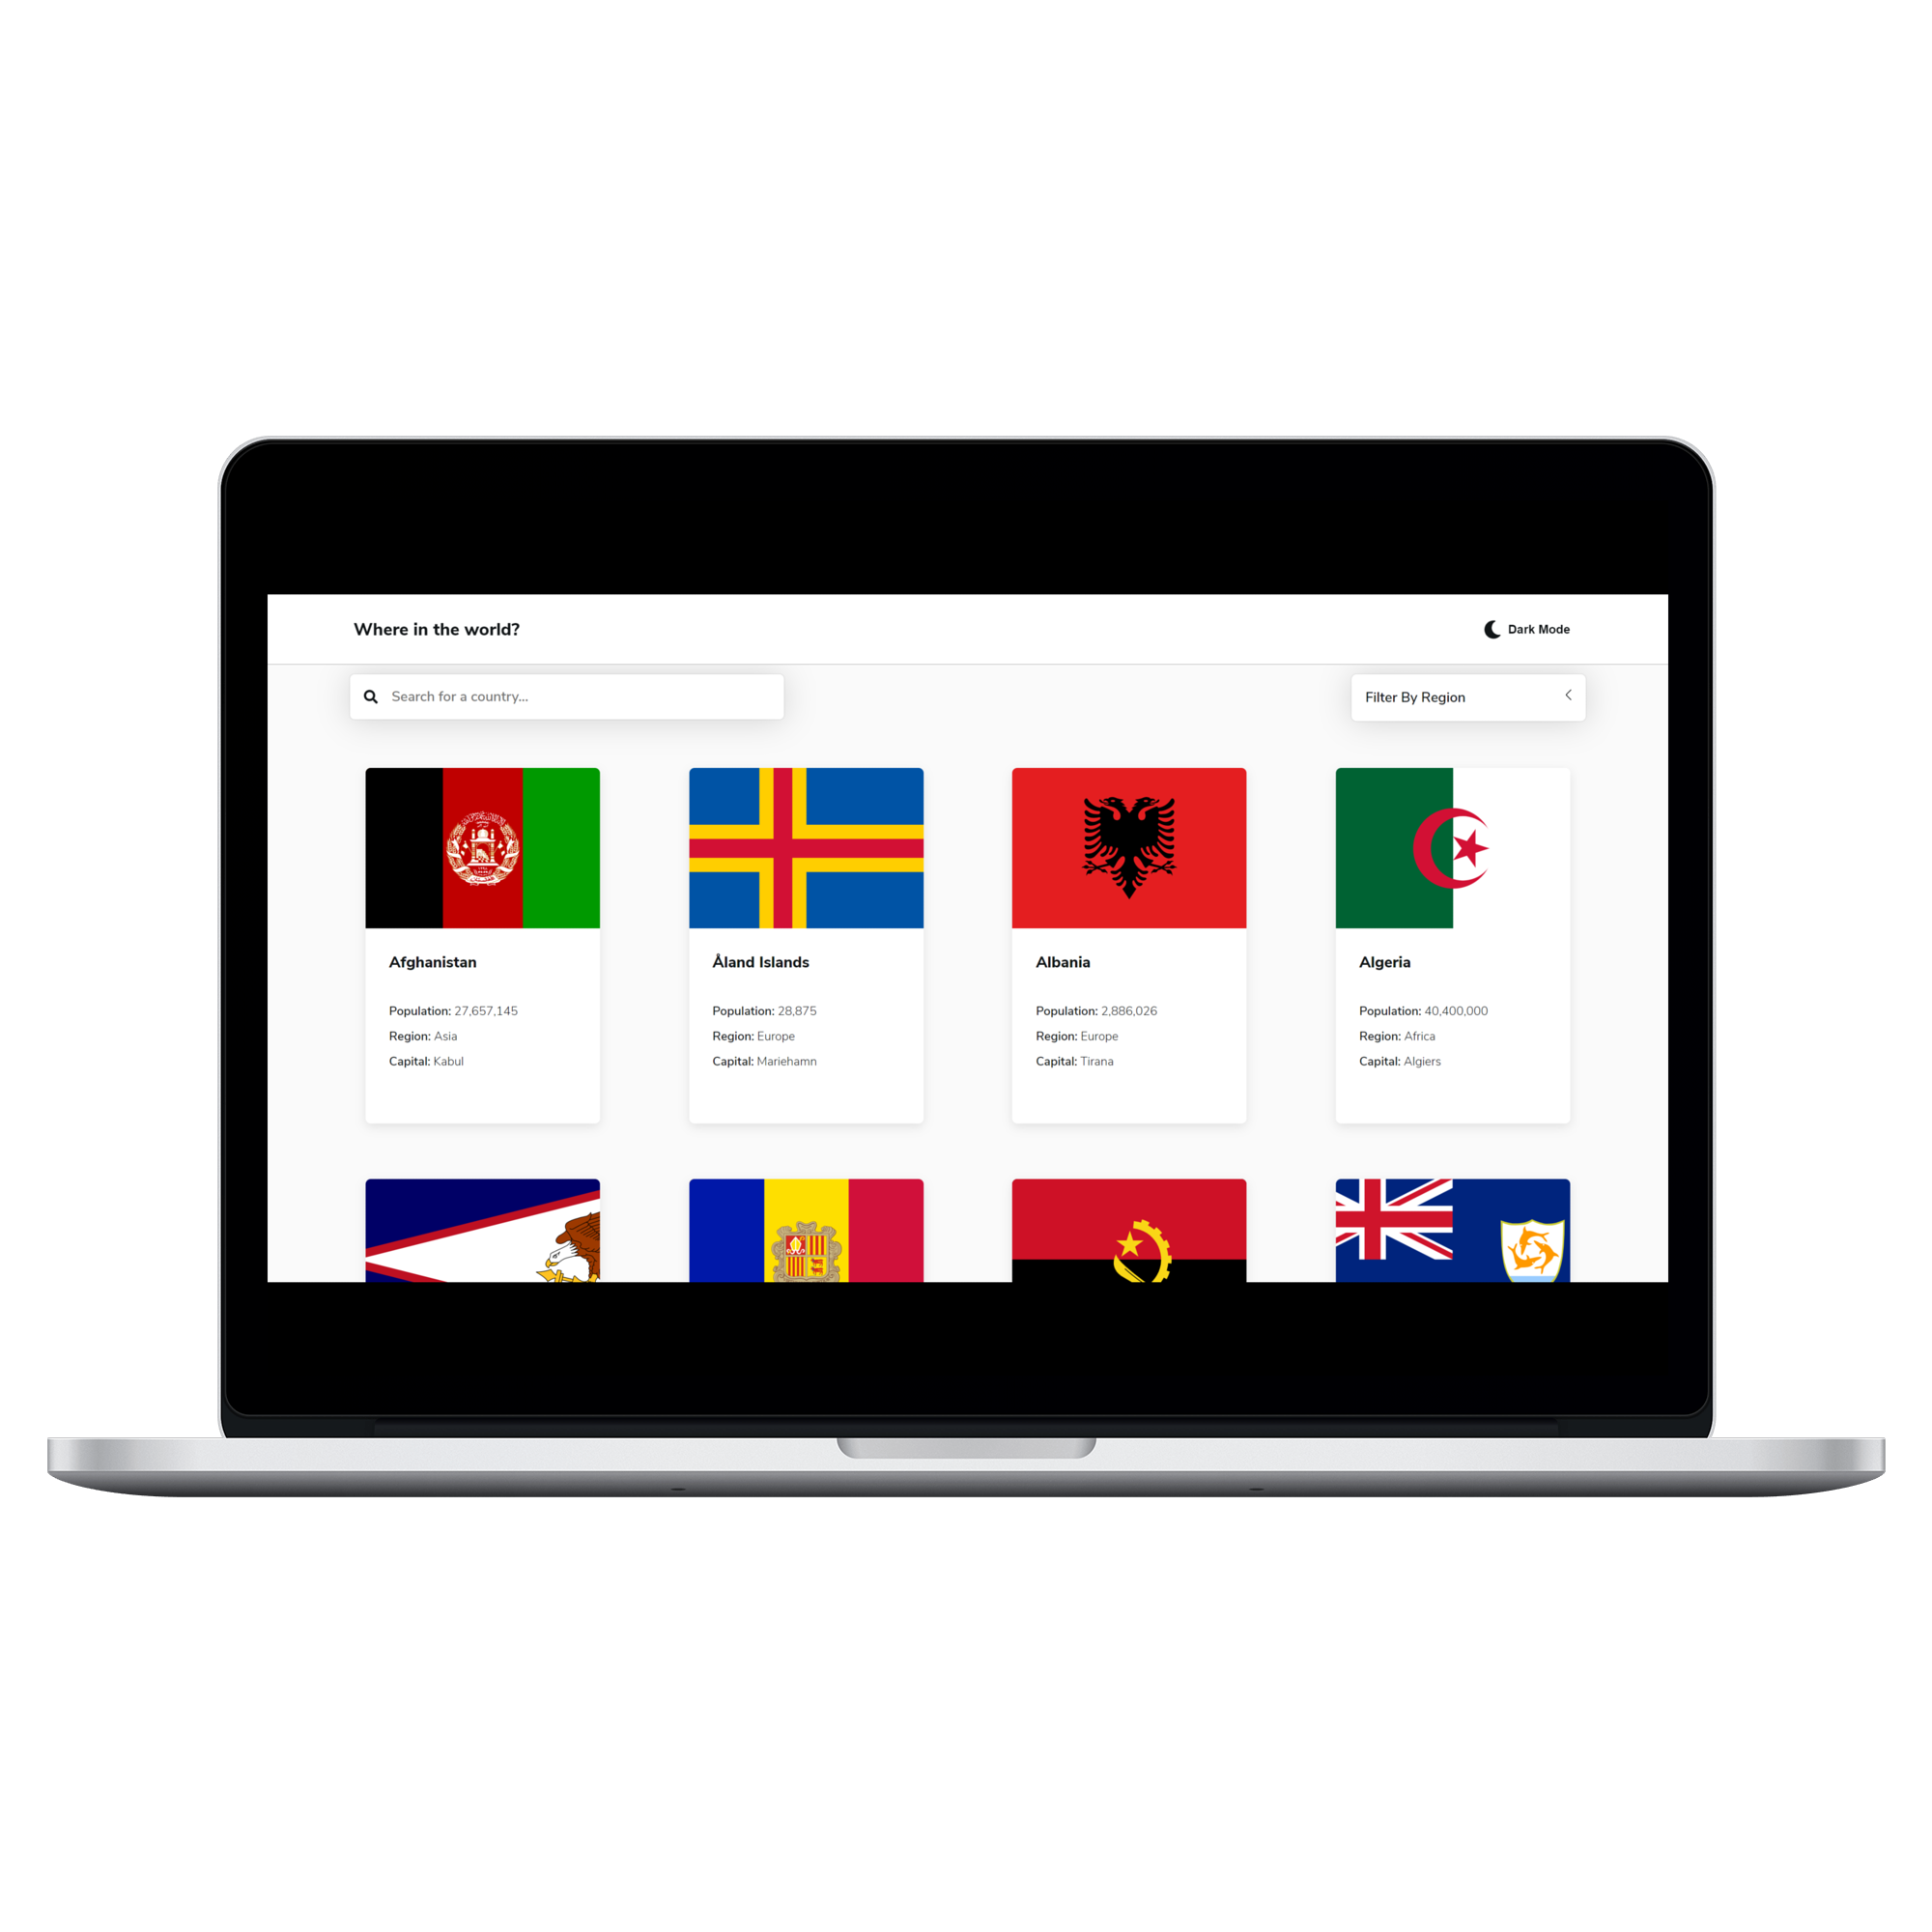 Where in the world?
Dark Mode
Search for a country...
Filter By Region
Afghanistan
Population: 27,657,145
Region: Asia
Capital: Kabul
Åland Islands
Population: 28,875
Region: Europe
Capital: Mariehamn
Albania
Population: 2,886,026
Region: Europe
Capital: Tirana
Algeria
Population: 40,400,000
Region: Africa
Capital: Algiers